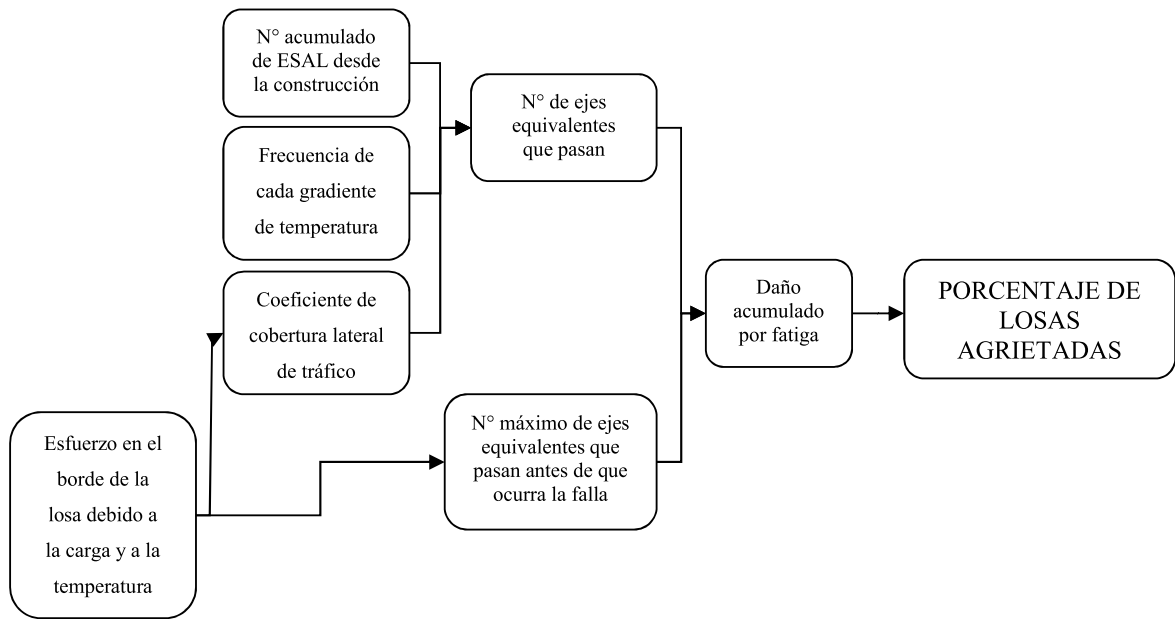 N° acumulado
de ESAL desde
la construcción
Frecuencia de
cada gradiente
de temperatura
Coeficiente de
cobertura lateral
de tráfico
Esfuerzo en el
borde de la
losa debido a
la carga y a la
temperatura
N° de ejes
equivalentes
que pasan
N° máximo de ejes
equivalentes que
pasan antes de que
ocurra la falla
Daño
acumulado
por fatiga
PORCENTAJE DE
LOSAS
AGRIETADAS